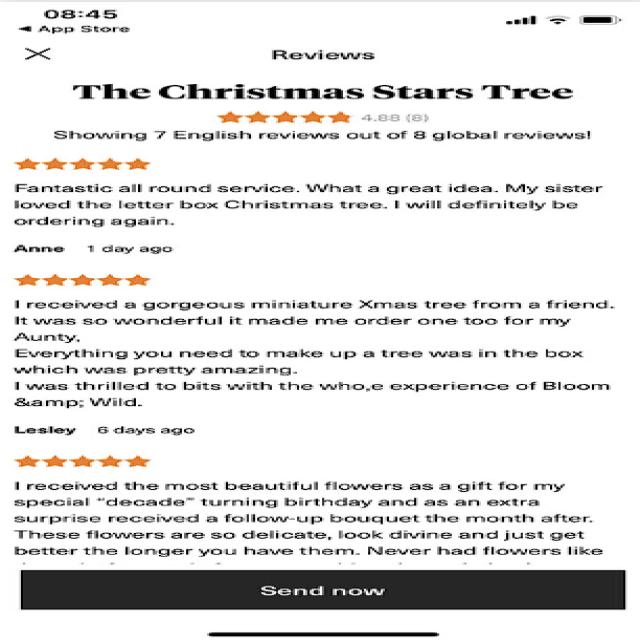 08:45
App Store
Reviews
The Christmas Stars Tree
4.88 (8)
Showing 7 English reviews out of 8 global reviews!
Fantastic all round service. What a great idea. My sister
loved the letter box Christmas tree. I will definitely be
ordering again.
Anne 1 day ago
I received a gorgeous miniature Xmas tree from a friend.
It was so wonderful it made me order one too for my
Aunty,
Everything you need to make up a tree was in the box
which was pretty amazing.
I was thrilled to bits with the who,e experience of Bloom
&amp; Wild.
Lesley 6 days ago
I received the most beautiful flowers as a gift for my
special "decade" turning birthday and as an extra
surprise received a follow-up bouquet the month after.
These flowers are so delicate, look divine and just get
better the longer you have them. Never had flowers like
Send now